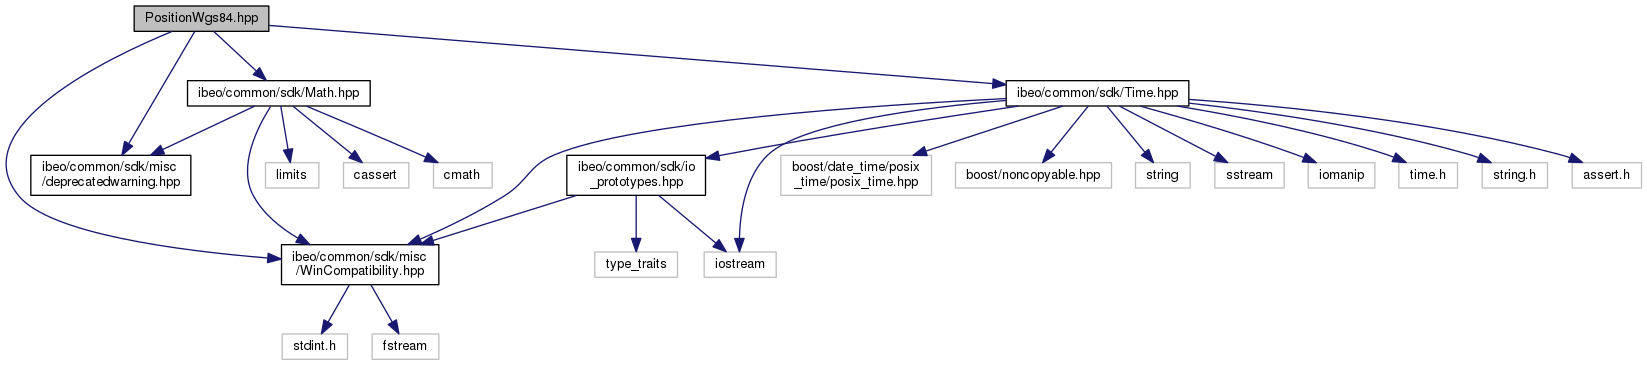 PositionWgs84.hpp
ibeo/common/sdk/Math.hpp
ibeo/common/sdk/Time.hpp
ibeo/common/sdk/misc
/deprecatedwarning.hpp
limits
cassert
cmath
ibeo/common/sdk/io
_prototypes.hpp
boost/date_time/posix
_time/posix_time.hpp
boost/noncopyable.hpp
string
sstream
iomanip
time.h
string.h
assert.h
ibeo/common/sdk/misc
/WinCompatibility.hpp
type_traits
iostream
stdint.h
fstream